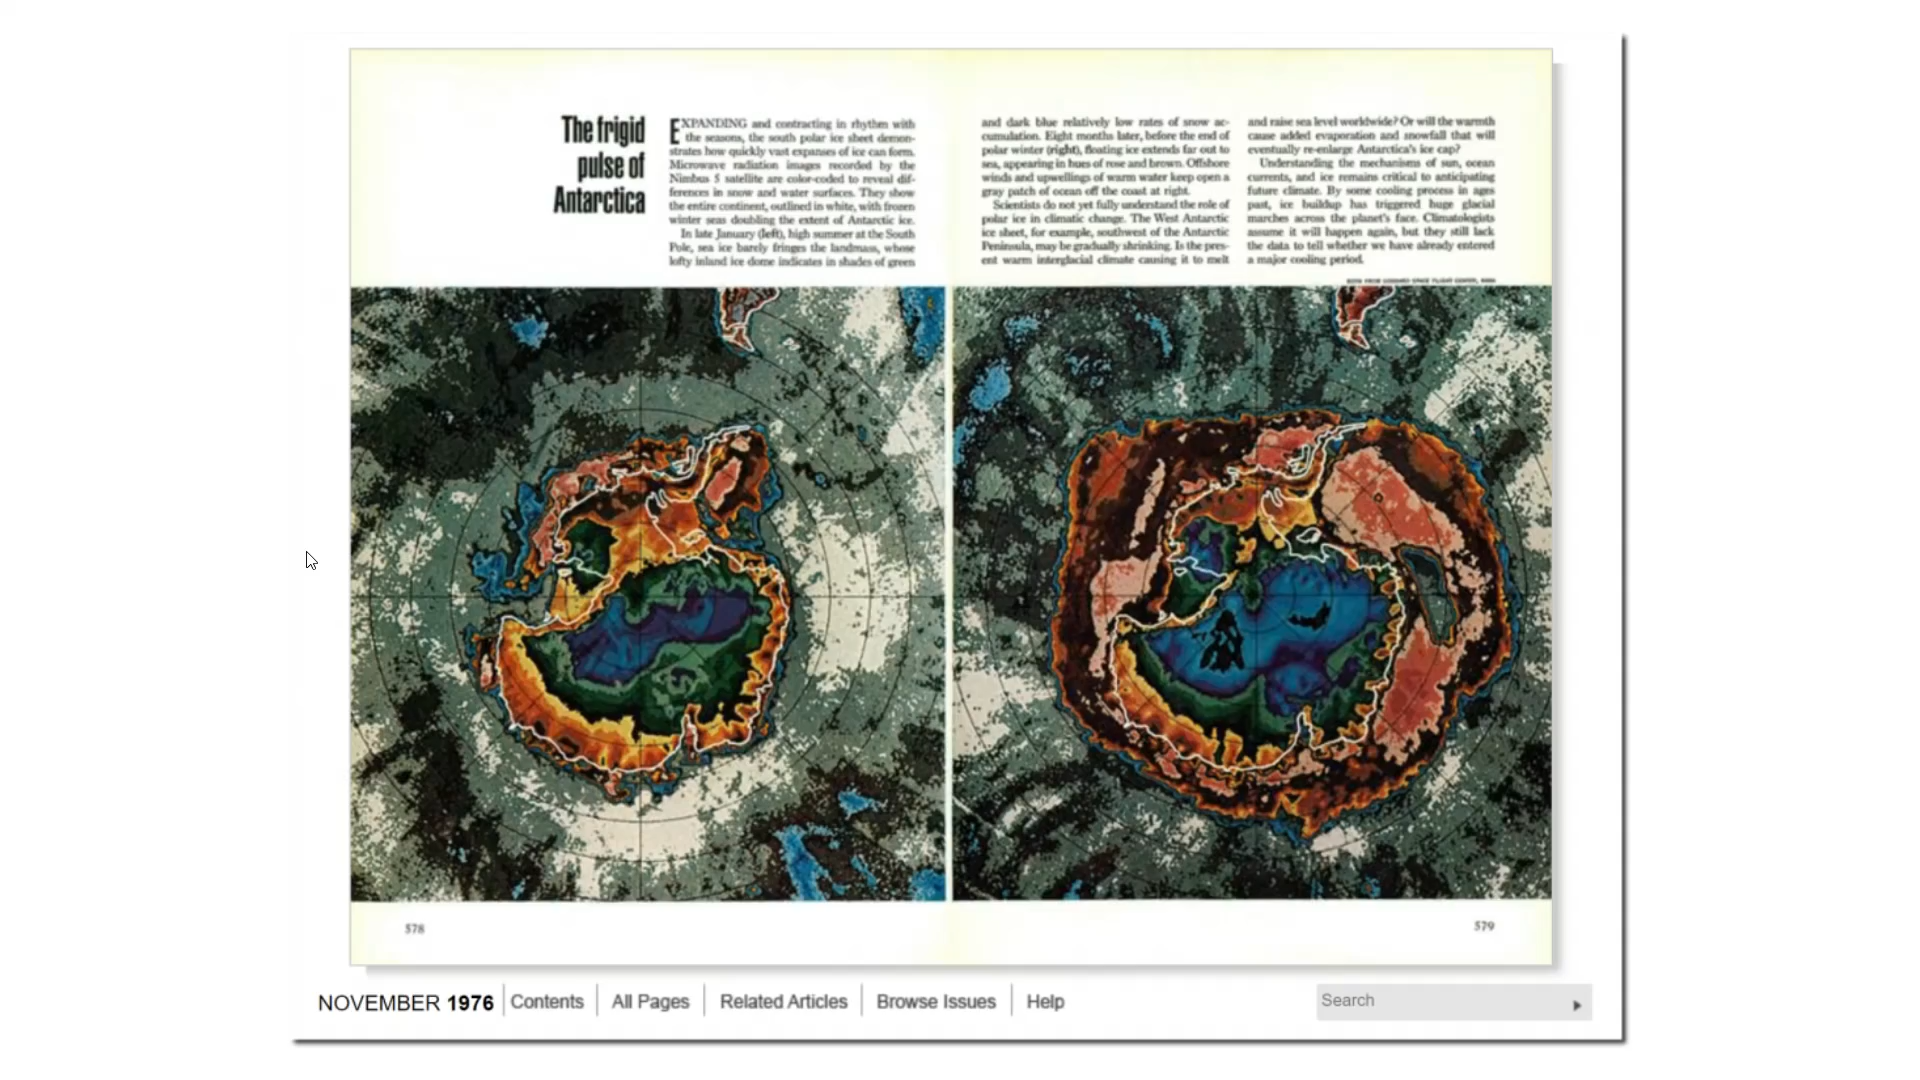 The frigid
pulse of
Antarctica
EXPANDING and contracting in rhythm with
the seasons, the south polar ice sheet demon-
strates how quickly vast expanses of ice can form.
Microwave radiation images recorded by the
Nimbus 5 satellite are color-coded to reveal dif-
ferences in snow and water surfaces. They show
the entire continent, outlined in white, with frozen
winter seas doubling the extent of Antarctic ice.
In late January (left), high summer at the South
Pole, sea ice barely fringes the landmass, whose
lofty inland ice dome indicates in shades of green
and dark blue relatively low rates of snow ac-
cumulation. Eight months later, before the end of
polar winter (right), floating ice extends far out to
sea, appearing in hues of rose and brown. Offshore
winds and upwellings of warm water keep open a
gray patch of ocean off the coast at right.
Scientists do not yet fully understand the role of
polar ice in climatic change. The West Antarctic
ice sheet, for example, southwest of the Antarctic
Peninsula, may be gradually shrinking. Is the pres-
ent warm interglacial climate causing it to melt
and raise sea level worldwide? Or will the warmth
cause added evaporation and snowfall that will
eventually re-enlarge Antarctica's ice cap?
Understanding the mechanisms of sun, ocean
currents, and ice remains critical to anticipating
future climate. By some cooling process in ages
past, ice buildup has triggered huge glacial
marches across the planet's face. Climatologists
assume it will happen again, but they still lack
the data to tell whether we have already entered
a major cooling period.
BOTH FROM GODDARD SPACE FLIGHT CENTER, NASA
578
579
NOVEMBER 1976
Contents
All Pages
Related Articles
Browse Issues
Help
Search